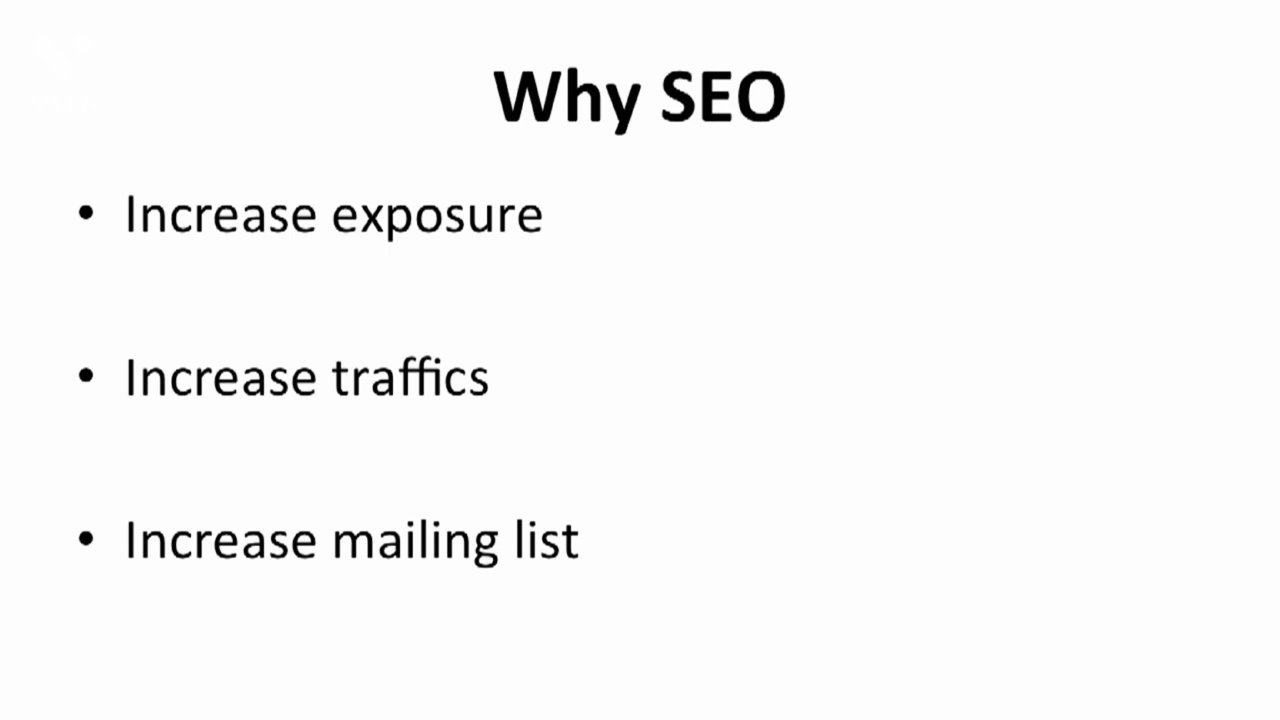 Why SEO
• Increase exposure
• Increase traffics
• Increase mailing list